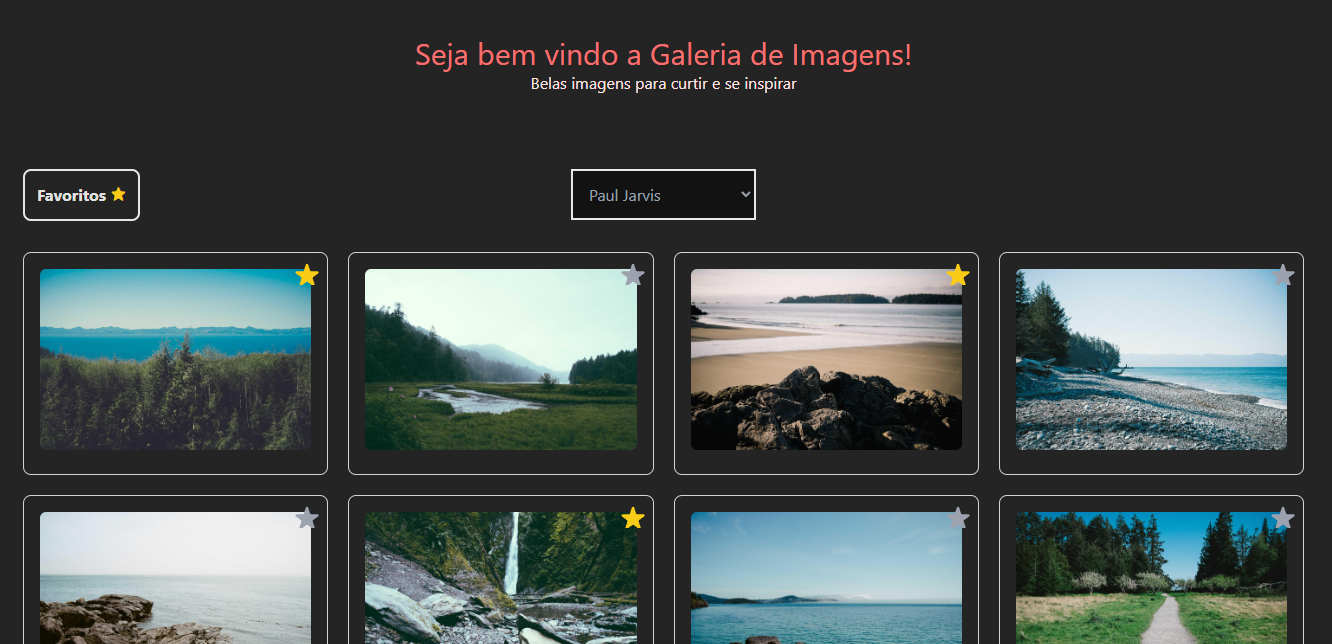 Seja bem vindo a Galeria de Imagens!
Belas imagens para curtir e se inspirar
Favoritos
Paul Jarvis